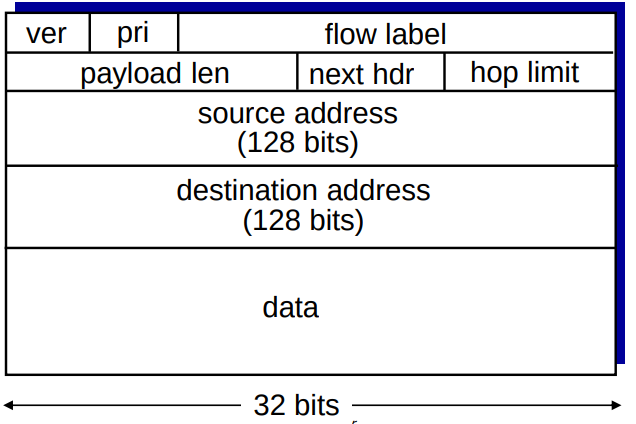 ver pri flow label
payload len next hdr hop limit
source address
(128 bits)
destination address
(128 bits)
data
32 bits